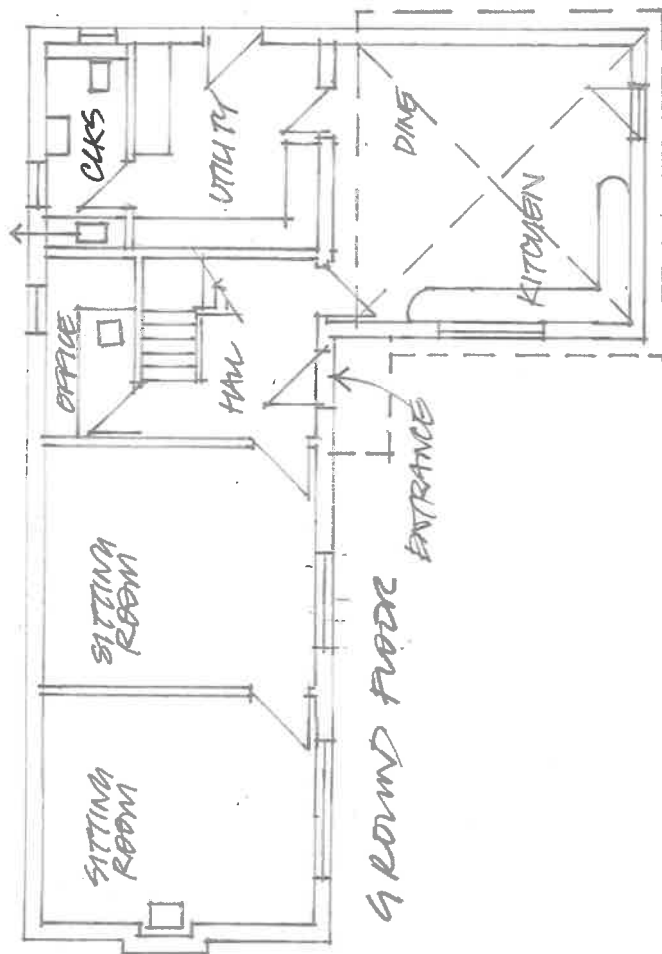 CLKS
UTILITY
DINE
KITCHEN
OFFICE
HALL
ENTRANCE
SITTING
ROOM
SITTING
ROOM
GROUND FLOOR